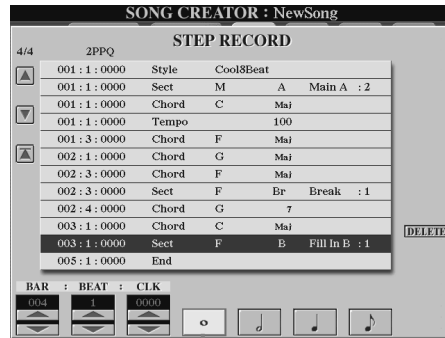 SONG CREATOR : NewSong
STEP RECORD
4/4 2PPQ
001 : 1 : 0000 Style Cool8Beat
001 : 1 : 0000 Sect M A Main A : 2
001 : 1 : 0000 Chord C Maj
001 : 1 : 0000 Tempo 100
001 : 3 : 0000 Chord F Maj
002 : 1 : 0000 Chord G Maj
002 : 3 : 0000 Chord F Maj
002 : 3 : 0000 Sect F Br Break : 1
002 : 4 : 0000 Chord G 7
003 : 1 : 0000 Chord C Maj
DELETE
003 : 1 : 0000 Sect F B Fill In B : 1
005 : 1 : 0000 End
BAR : BEAT : CLK
004 1 0000